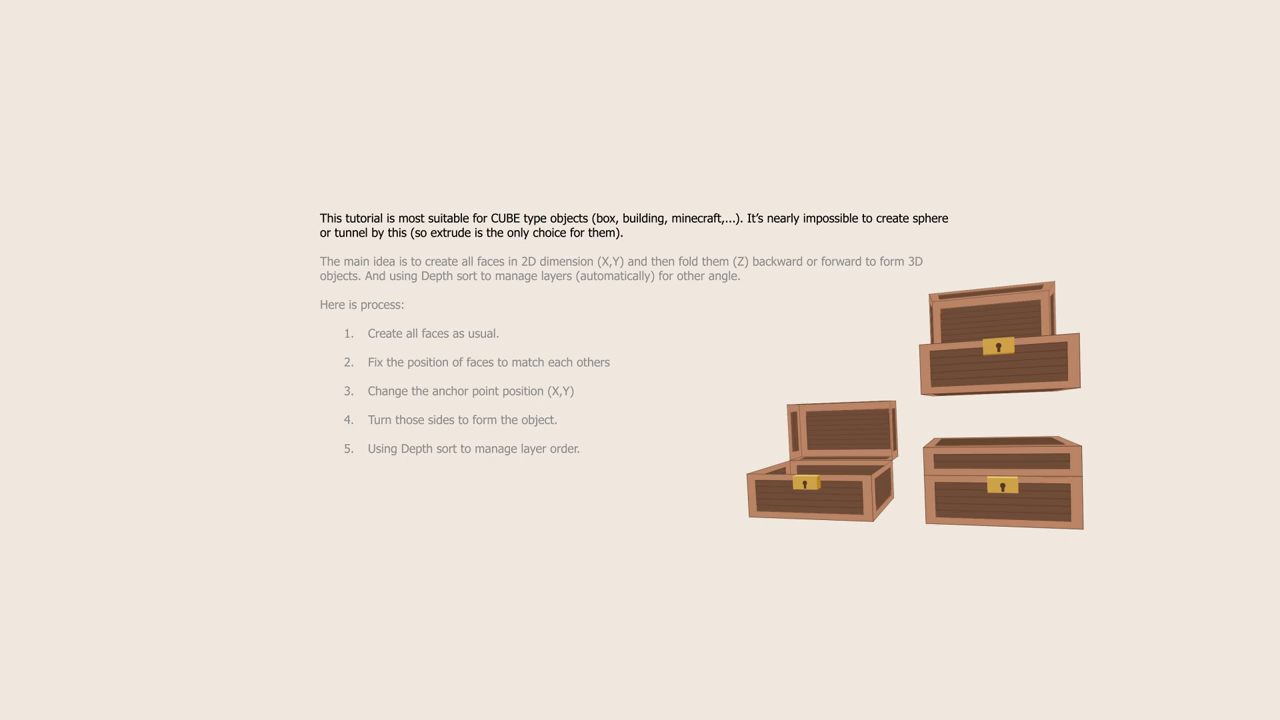 This tutorial is most suitable for CUBE type objects (box, building, minecraft,...). It’s nearly impossible to create sphere
or tunnel by this (so extrude is the only choice for them).
The main idea is to create all faces in 2D dimension (X,Y) and then fold them (Z) backward or forward to form 3D
objects. And using Depth sort to manage layers (automatically) for other angle.
Here is process:
1. Create all faces as usual.
2. Fix the position of faces to match each others
3. Change the anchor point position (X,Y)
4. Turn those sides to form the object.
5. Using Depth sort to manage layer order.